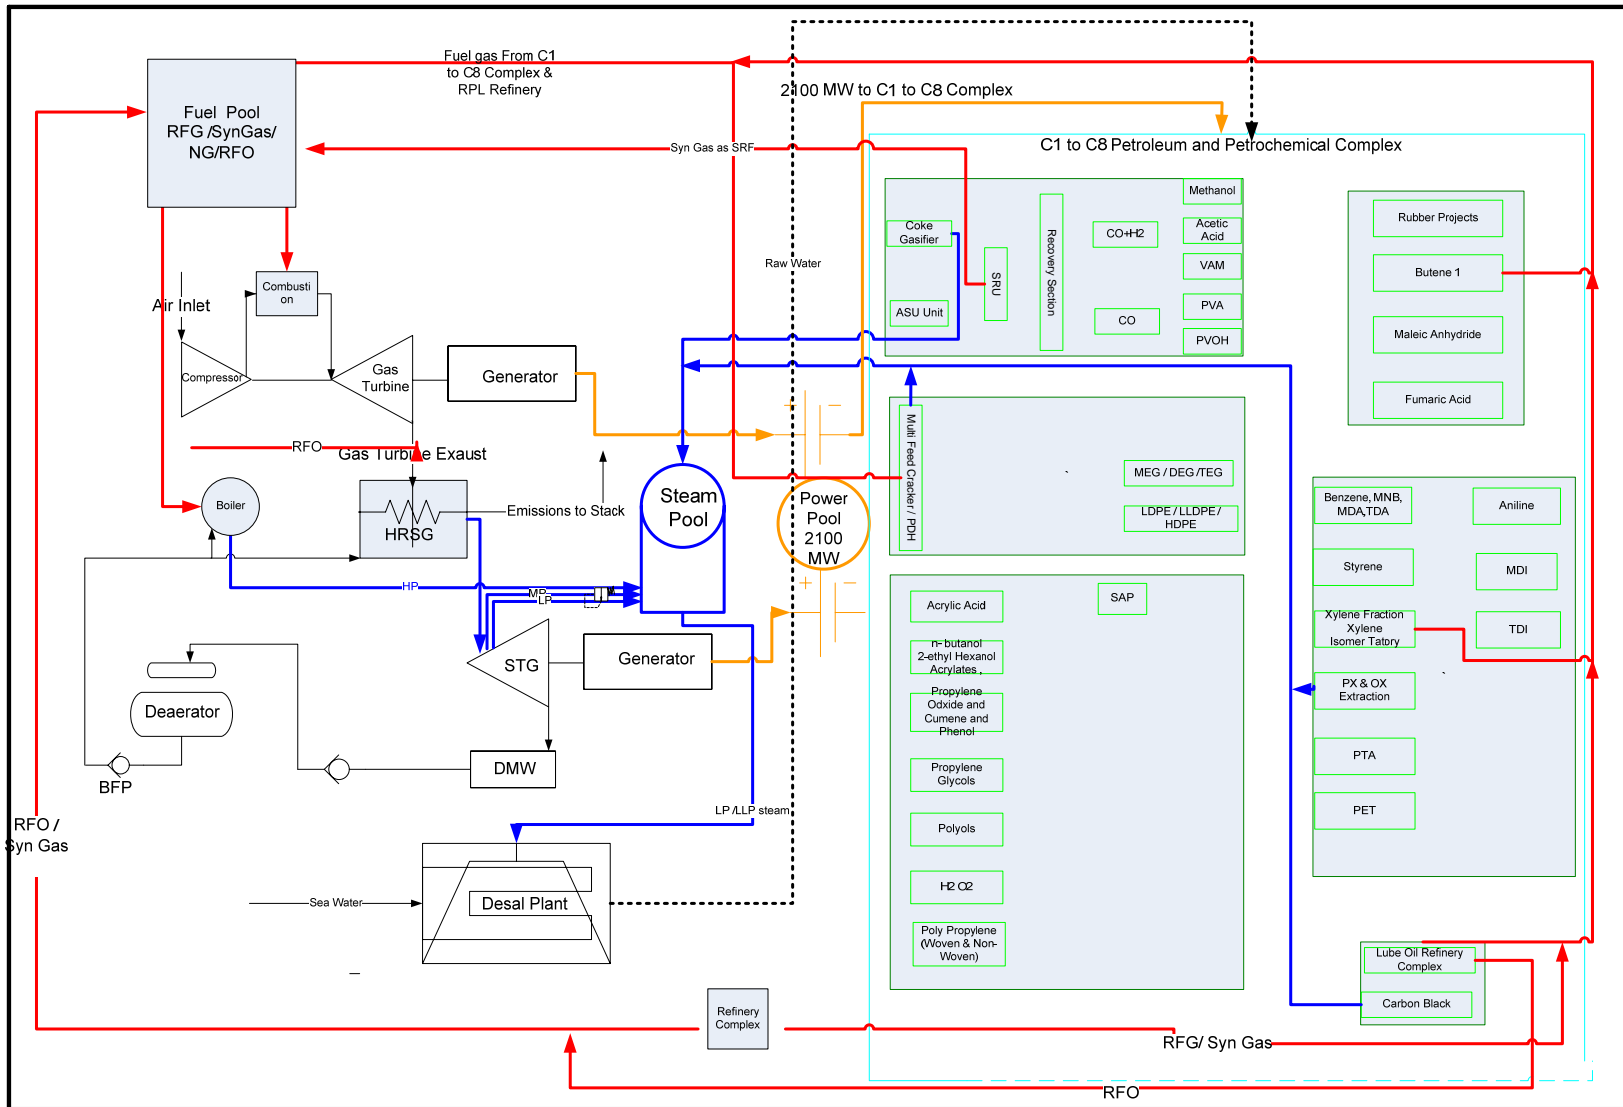 Fuel gas From C1
to C8 Complex &
RPL Refinery
Fuel Pool
RFG /SynGas/
NG/RFO
2100 MW to C1 to C8 Complex
C1 to C8 Petroleum and Petrochemical Complex
Syn Gas as SRF
Raw Water
Air Inlet
Combusti
on
Compressor
Gas
Turbine
Generator
RFO
Gas Turbine Exaust
Boiler
HRSG
Emissions to Stack
Steam
Pool
Power
Pool
2100
MW
+
−
+
−
HP
MP
LP
STG
Generator
Deaerator
BFP
DMW
LP /LLP steam
RFO /
Syn Gas
Sea Water
Desal Plant
Refinery
Complex
RFG/ Syn Gas
RFO
Coke
Gasifier
ASU Unit
SRU
Recovery Section
CO+H2
CO
Methanol
Acetic
Acid
VAM
PVA
PVOH
Multi Feed Cracker / PDH
MEG / DEG /TEG
LDPE / LLDPE /
HDPE
Acrylic Acid
SAP
n-butanol
2-ethyl Hexanol
Acrylates ,
Propylene
Odxide and
Cumene and
Phenol
Propylene
Glycols
Polyols
H2 O2
Poly Propylene
(Woven & Non-
Woven)
Rubber Projects
Butene 1
Maleic Anhydride
Fumaric Acid
Benzene, MNB,
MDA,TDA
Aniline
Styrene
MDI
Xylene Fraction
Xylene
Isomer Tatory
TDI
PX & OX
Extraction
PTA
PET
Lube Oil Refinery
Complex
Carbon Black